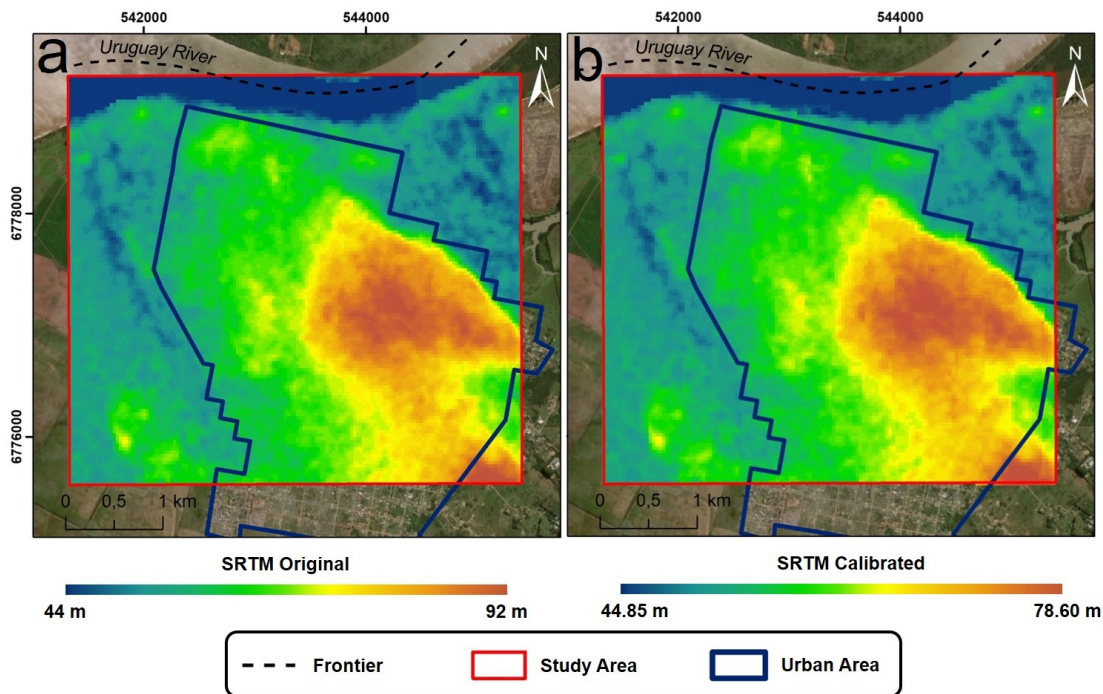 542000 544000 542000 544000
a b
Uruguay River Uruguay River
N N
6778000
6776000
0 0,5 1 km 0 0,5 1 km
SRTM Original SRTM Calibrated
44 m 92 m 44.85 m 78.60 m
Frontier Study Area Urban Area